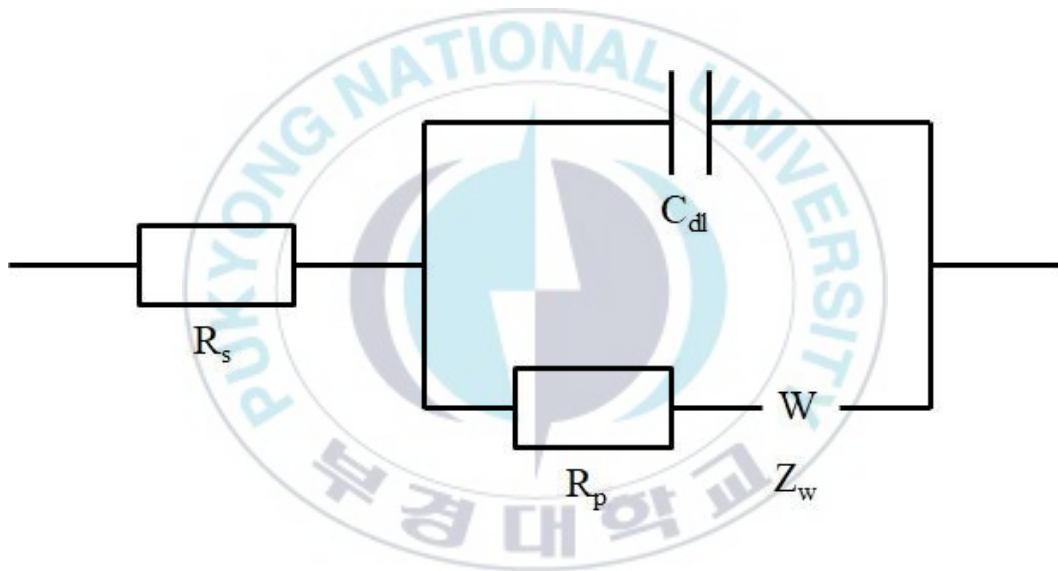 PUKYONG NATIONAL UNIVERSITY
C_dl
R_s
W
R_p
Z_w
부경대학교